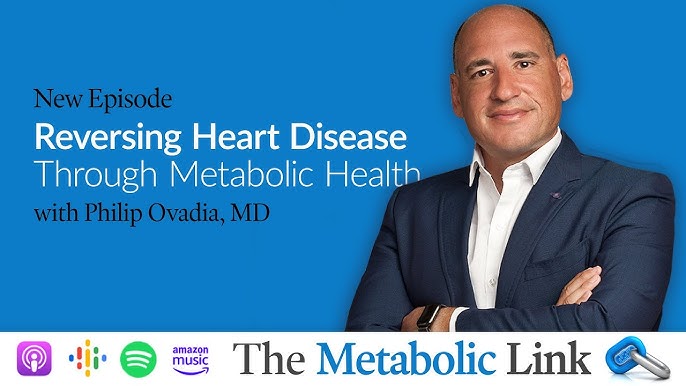 New Episode
Reversing Heart Disease
Through Metabolic Health
with Philip Ovadia, MD
amazon
music
The Metabolic Link